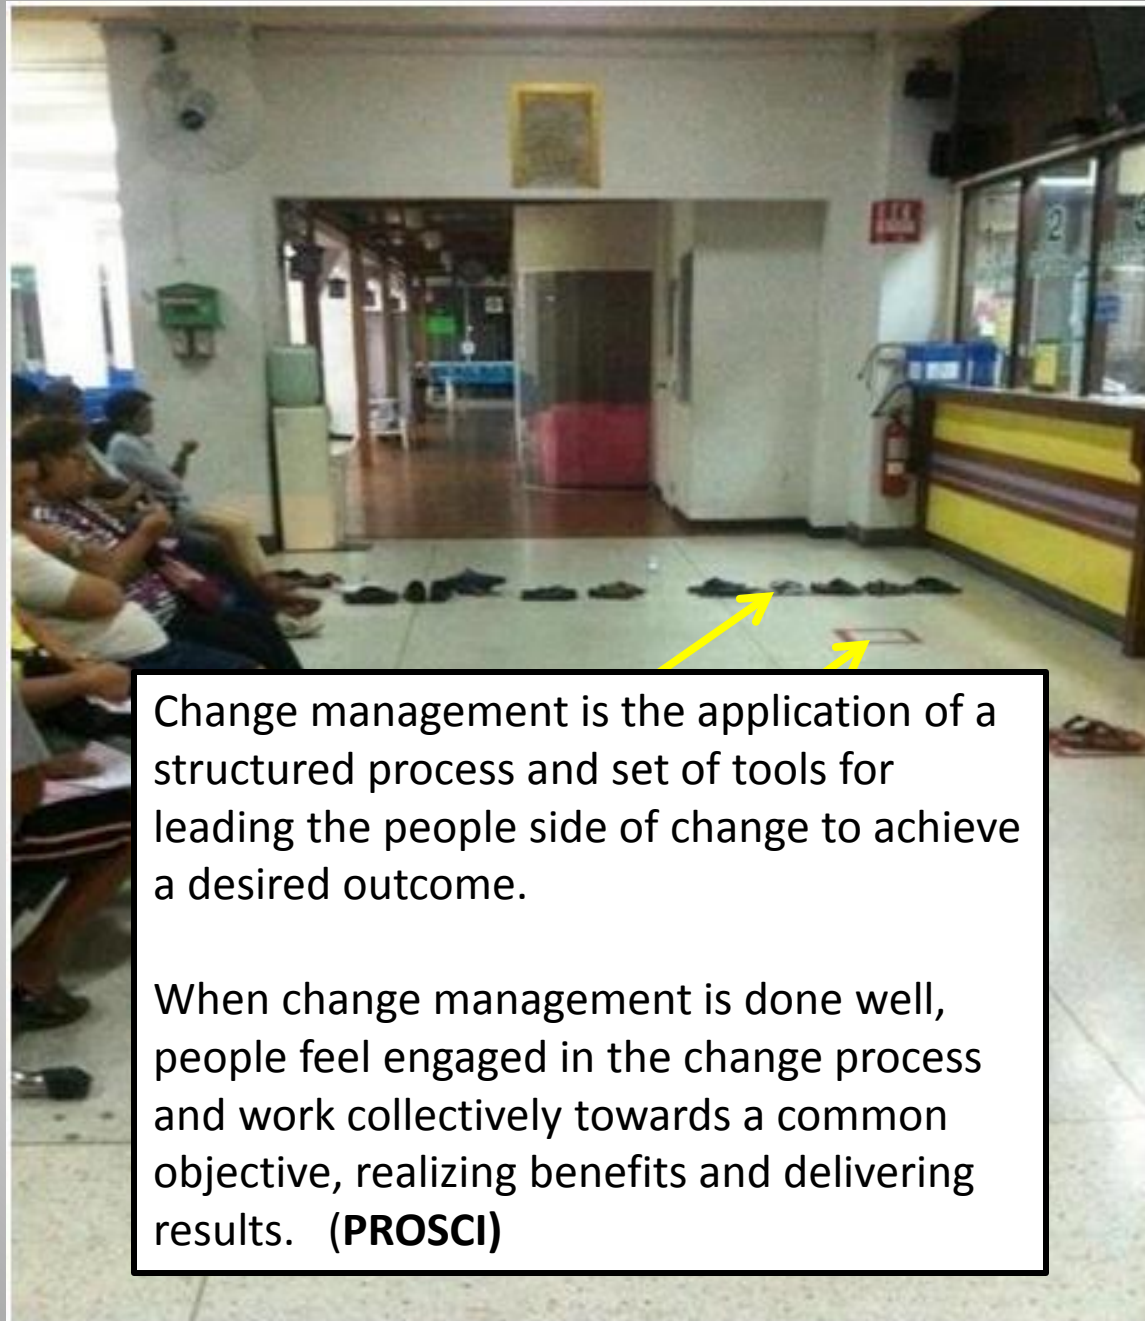 2
Change management is the application of a
structured process and set of tools for
leading the people side of change to achieve
a desired outcome.
When change management is done well,
people feel engaged in the change process
and work collectively towards a common
objective, realizing benefits and delivering
results. (PROSCI)